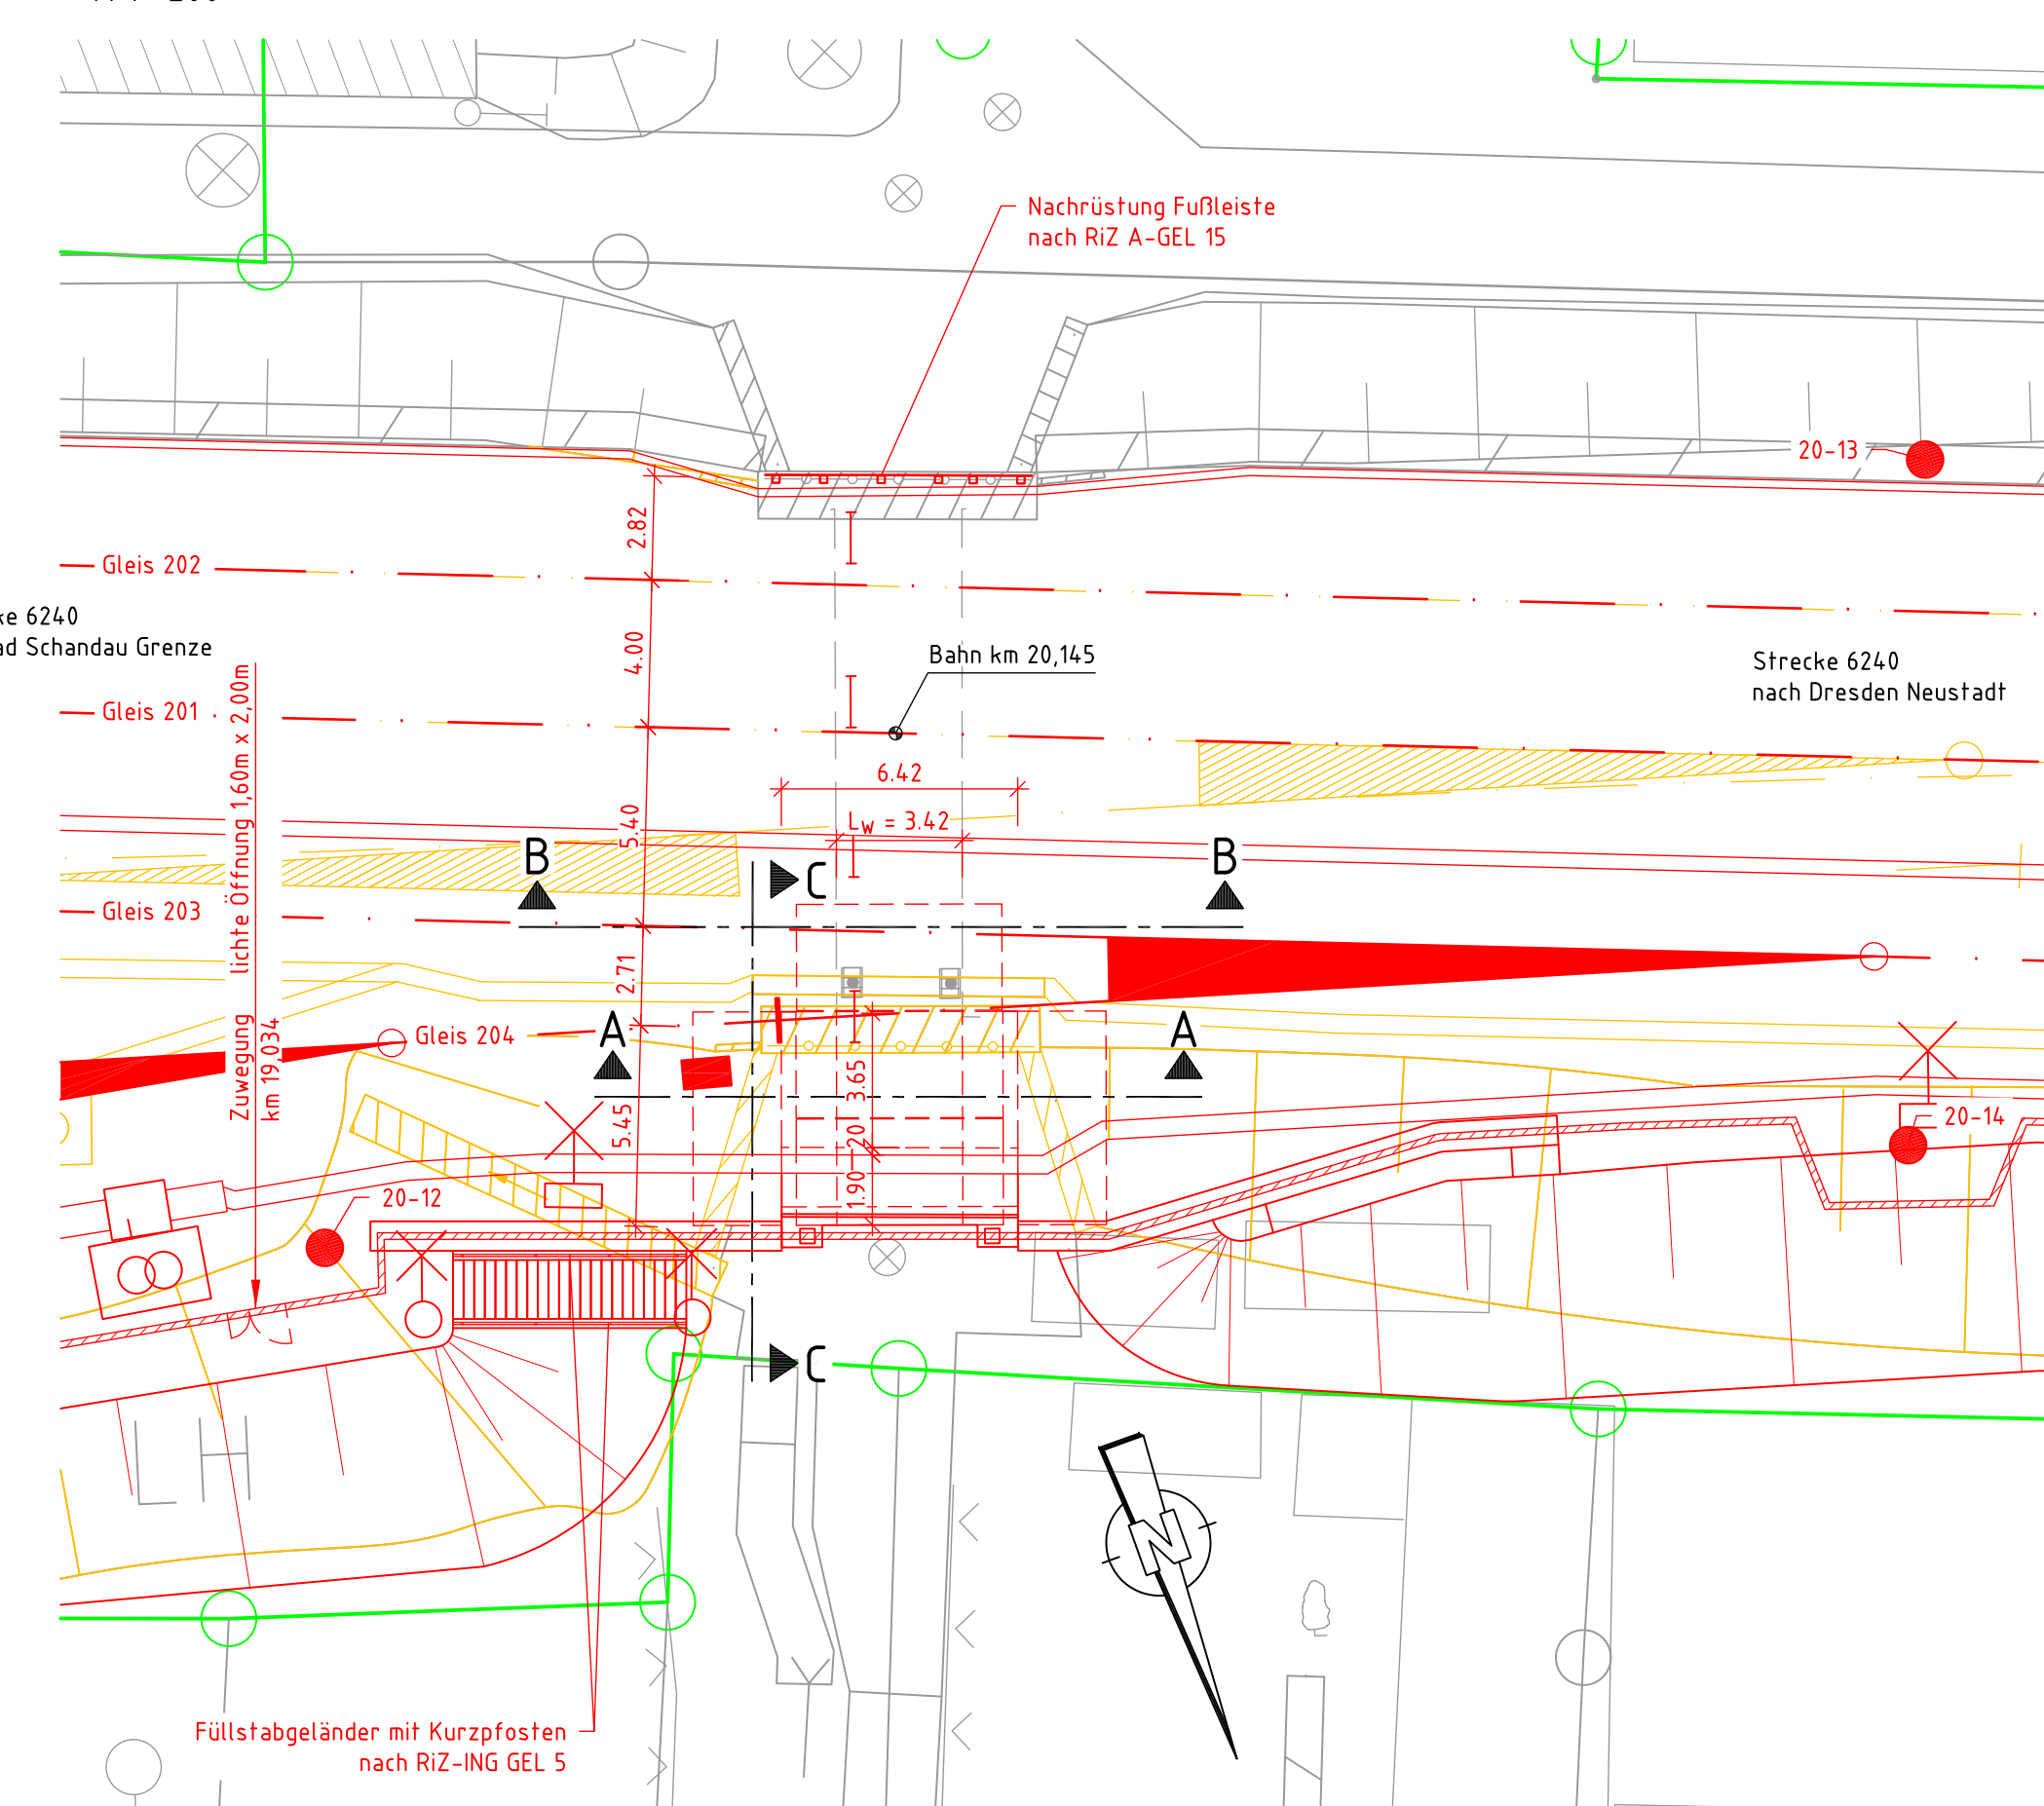 Nachrüstung Fußleiste
nach RiZ A-GEL 15
20-13
2.82
Gleis 202
ke 6240
ad Schandau Grenze
4.00
Bahn km 20,145
Strecke 6240
nach Dresden Neustadt
Gleis 201
6.42
Lw = 3.42
5.40
B
B
C
Gleis 203
Zuwegung lichte Öffnung 1,60m x 2,00m
km 19,034
2.71
Gleis 204
A
A
3.65
20
1.90
5.45
20-14
20-12
C
N
Füllstabgeländer mit Kurzpfosten
nach RiZ-ING GEL 5